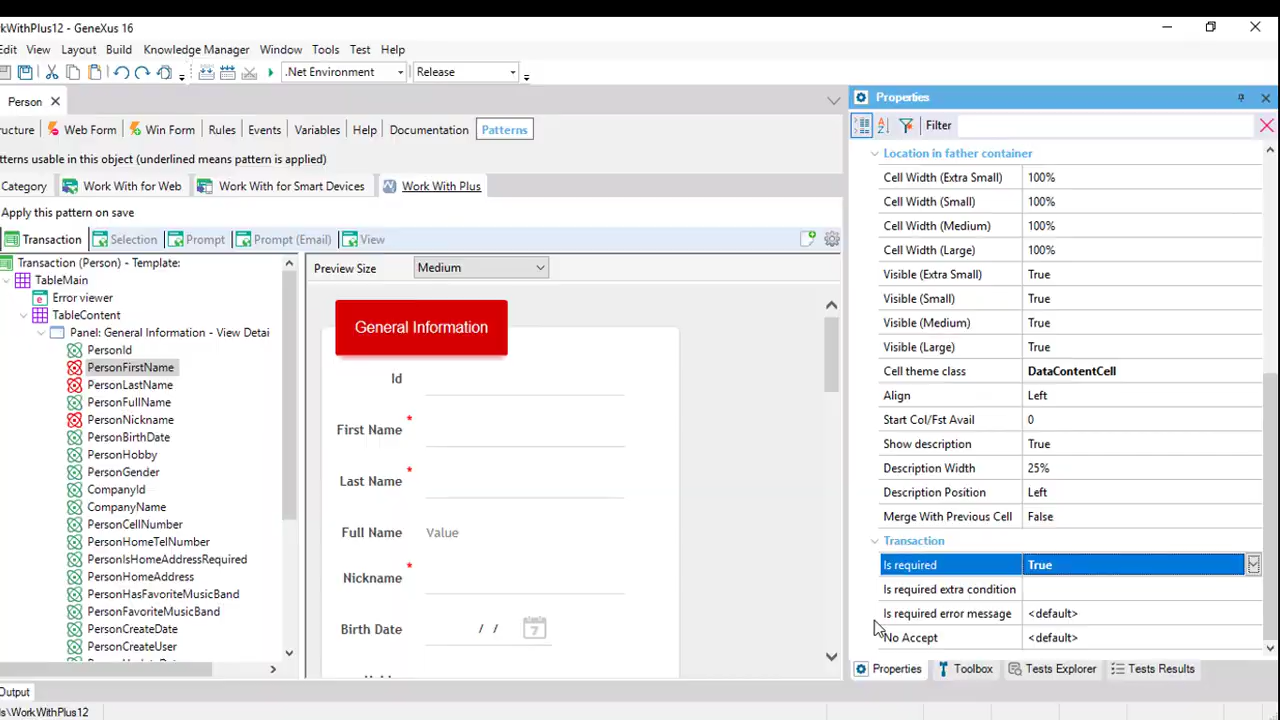 kWithPlus12 - GeneXus 16
Edit View Layout Build Knowledge Manager Window Tools Test Help
.Net Environment Release
Person
ructure Web Form Win Form Rules Events Variables Help Documentation Patterns
tterns usable in this object (underlined means pattern is applied)
Category Work With for Web Work With for Smart Devices Work With Plus
Apply this pattern on save
Transaction Selection Prompt Prompt (Email) View
Transaction (Person) - Template:
TableMain
Error viewer
TableContent
Panel: General Information - View Detai
PersonId
PersonFirstName
PersonLastName
PersonFullName
PersonNickname
PersonBirthDate
PersonHobby
PersonGender
CompanyId
CompanyName
PersonCellNumber
PersonHomeTelNumber
PersonIsHomeAddressRequired
PersonHomeAddress
PersonHasFavoriteMusicBand
PersonFavoriteMusicBand
PersonCreateDate
PersonCreateUser
Preview Size Medium
General Information
Id
First Name *
Last Name *
Full Name Value
Nickname *
Birth Date / / 7
Properties
Filter
Location in father container
Cell Width (Extra Small) 100%
Cell Width (Small) 100%
Cell Width (Medium) 100%
Cell Width (Large) 100%
Visible (Extra Small) True
Visible (Small) True
Visible (Medium) True
Visible (Large) True
Cell theme class DataContentCell
Align Left
Start Col/Fst Avail 0
Show description True
Description Width 25%
Description Position Left
Merge With Previous Cell False
Transaction
Is required True
Is required extra condition
Is required error message <default>
No Accept <default>
Properties Toolbox Tests Explorer Tests Results
Output
ls\WorkWithPlus12